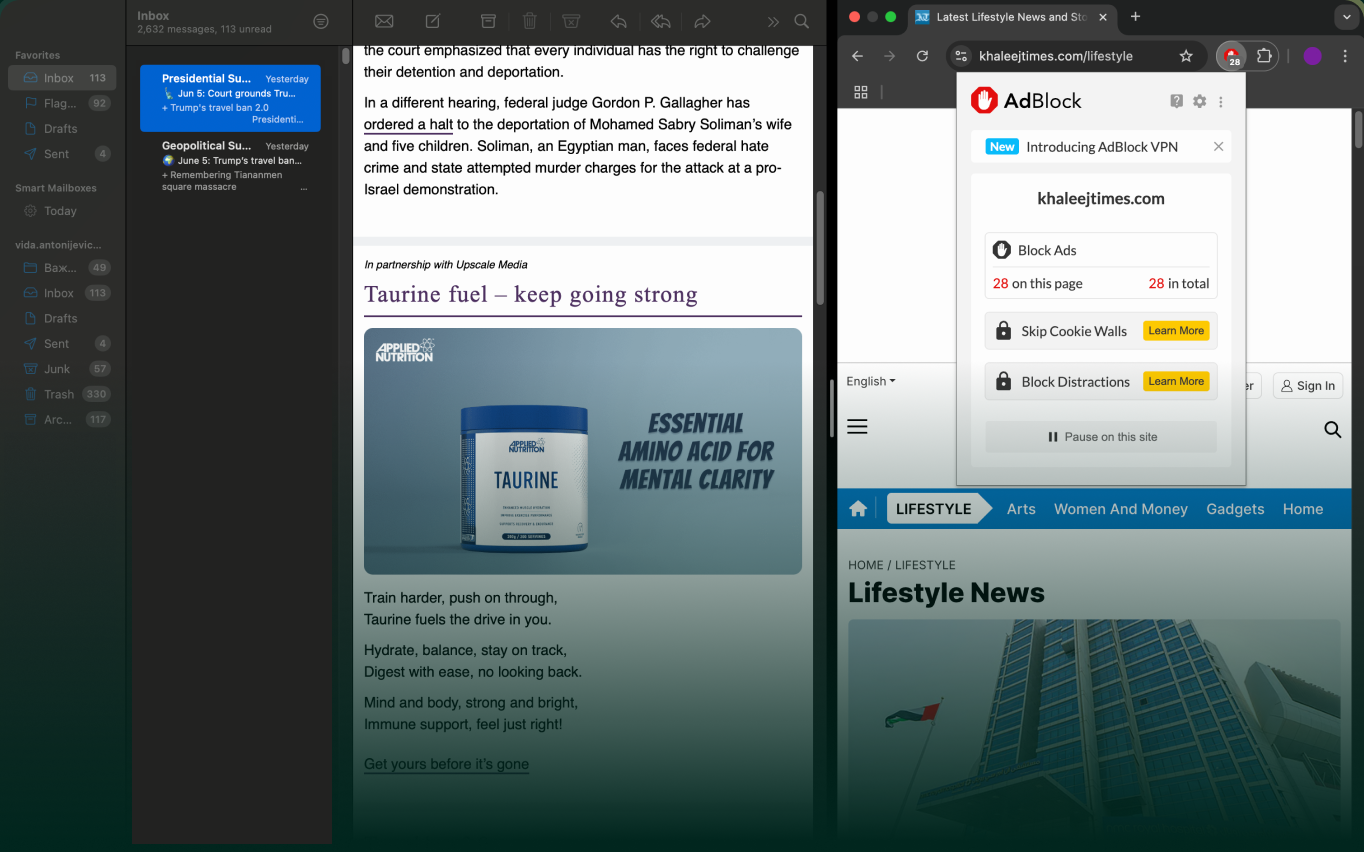 Inbox
2,632 messages, 113 unread
Favorites
Inbox 113
Flag... 92
Drafts
Sent 4
Smart Mailboxes
Today
vida.antonijevic...
Важ... 49
Inbox 113
Drafts
Sent 4
Junk 57
Trash 330
Arc... 117
Presidential Su... Yesterday
Jun 5: Court grounds Tru...
+ Trump's travel ban 2.0
Presidenti...
Geopolitical Su... Yesterday
June 5: Trump's travel ban...
+ Remembering Tiananmen
square massacre ...
the court emphasized that every individual has the right to challenge
their detention and deportation.
In a different hearing, federal judge Gordon P. Gallagher has
ordered a halt to the deportation of Mohamed Sabry Soliman's wife
and five children. Soliman, an Egyptian man, faces federal hate
crime and state attempted murder charges for the attack at a pro-
Israel demonstration.
In partnership with Upscale Media
Taurine fuel – keep going strong
APPLIED
NUTRITION
APPLIED
NUTRITION
TAURINE
ESSENTIAL
AMINO ACID FOR
MENTAL CLARITY
Train harder, push on through,
Taurine fuels the drive in you.
Hydrate, balance, stay on track,
Digest with ease, no looking back.
Mind and body, strong and bright,
Immune support, feel just right!
Get yours before it's gone
Latest Lifestyle News and Sto
khaleejtimes.com/lifestyle
28
AdBlock
New Introducing AdBlock VPN
khaleejtimes.com
Block Ads
28 on this page 28 in total
Skip Cookie Walls Learn More
Block Distractions Learn More
Pause on this site
English
er
Sign In
LIFESTYLE Arts Women And Money Gadgets Home
HOME / LIFESTYLE
Lifestyle News